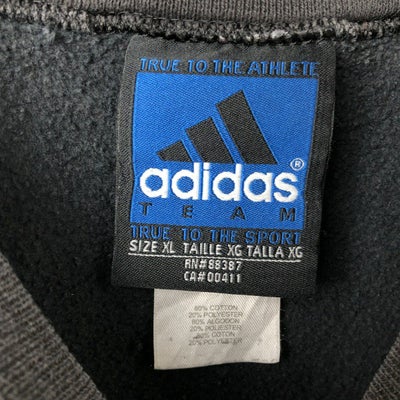 TRUE TO THE ATHLETE
adidas®
TEAM
TRUE TO THE SPORT
SIZE XL TAILLE XG TALLA XG
RN#88387
CA#00411
80% COTTON
20% POLYESTER
80% ALGODON
20% POLIESTER
80% COTON
20% POLYESTER